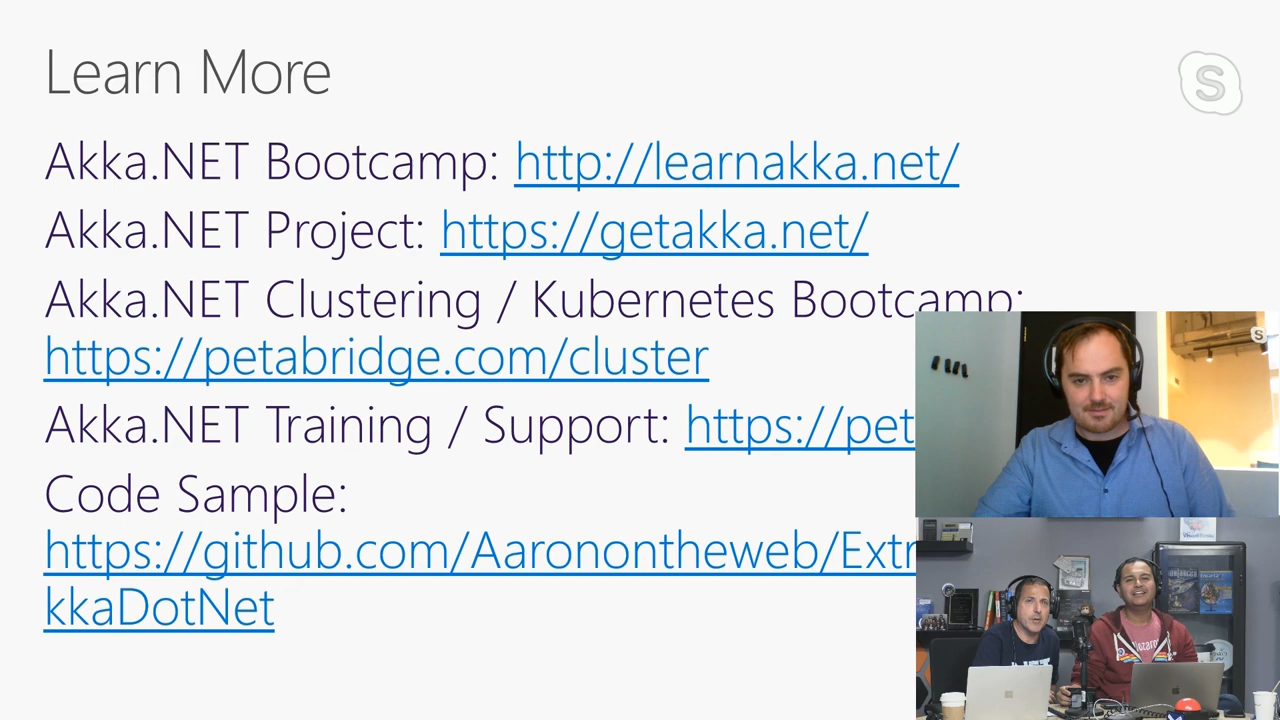 Learn More
Akka.NET Bootcamp: http://learnakka.net/
Akka.NET Project: https://getakka.net/
Akka.NET Clustering / Kubernetes Bootcamp:
https://petabridge.com/cluster
Akka.NET Training / Support: https://pet
Code Sample:
https://github.com/Aaronontheweb/Extr
kkaDotNet